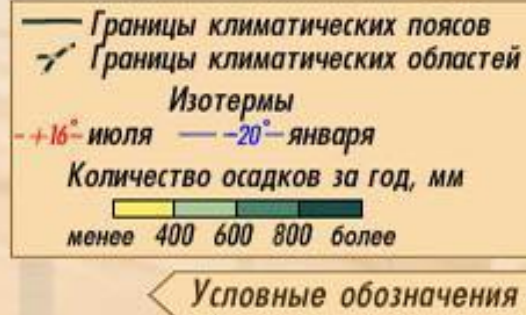 Границы климатических поясов
Границы климатических областей
Изотермы
+16° июля -20° января
Количество осадков за год, мм
менее 400 600 800 более
Условные обозначения